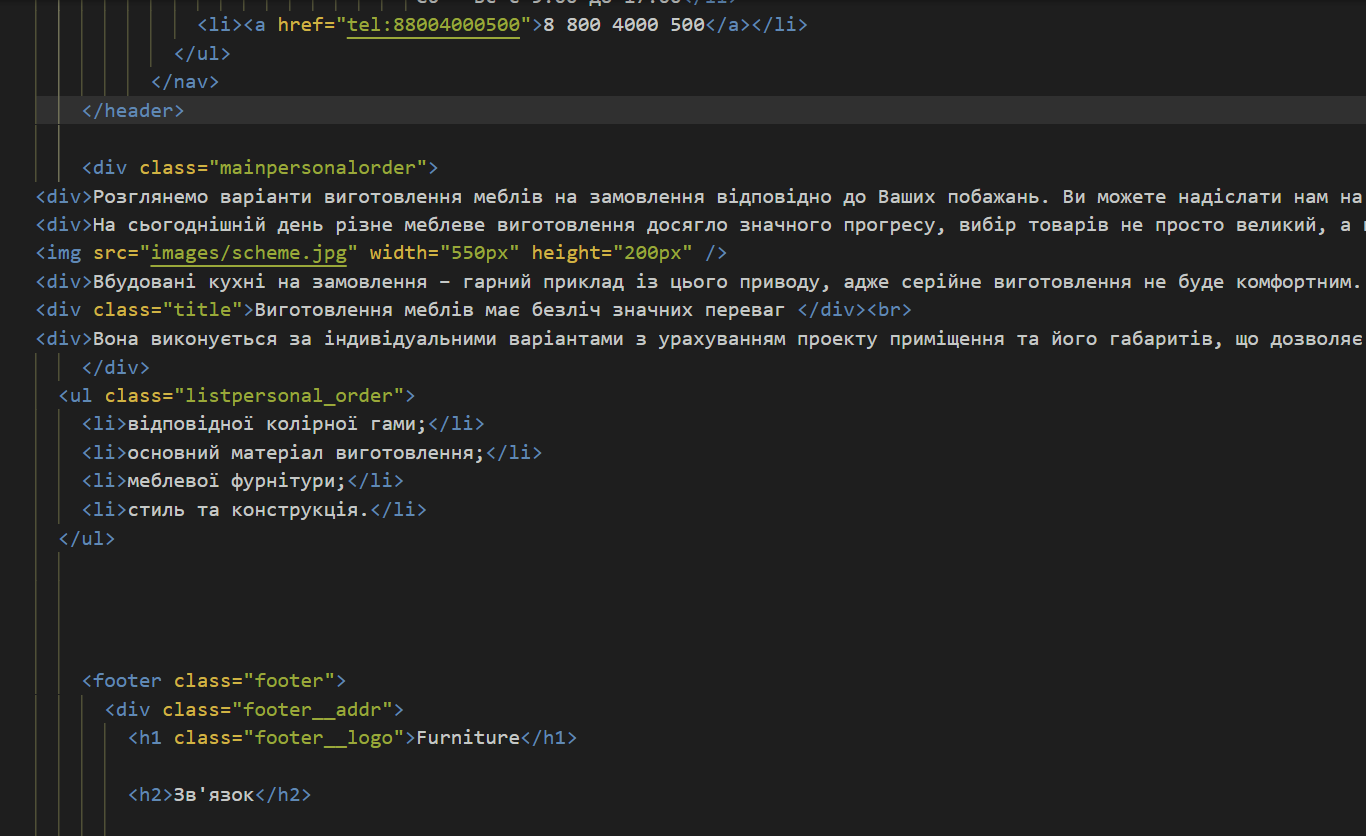 <li><a href="tel:88004000500">8 800 4000 500</a></li>
</ul>
</nav>
</header>
<div class="mainpersonalorder">
<div>Розглянемо варіанти виготовлення меблів на замовлення відповідно до Ваших побажань. Ви можете надіслати нам на
<div>На сьогоднішній день різне меблеве виготовлення досягло значного прогресу, вибір товарів не просто великий, а
<img src="images/scheme.jpg" width="550px" height="200px" />
<div>Вбудовані кухні на замовлення – гарний приклад із цього приводу, адже серійне виготовлення не буде комфортним.
<div class="title">Виготовлення меблів має безліч значних переваг </div><br>
<div>Вона виконується за індивідуальними варіантами з урахуванням проекту приміщення та його габаритів, що дозволяє
</div>
<ul class="listpersonal_order">
<li>відповідної колірної гами;</li>
<li>основний матеріал виготовлення;</li>
<li>меблевої фурнітури;</li>
<li>стиль та конструкція.</li>
</ul>
<footer class="footer">
<div class="footer__addr">
<h1 class="footer__logo">Furniture</h1>
<h2>Зв'язок</h2>